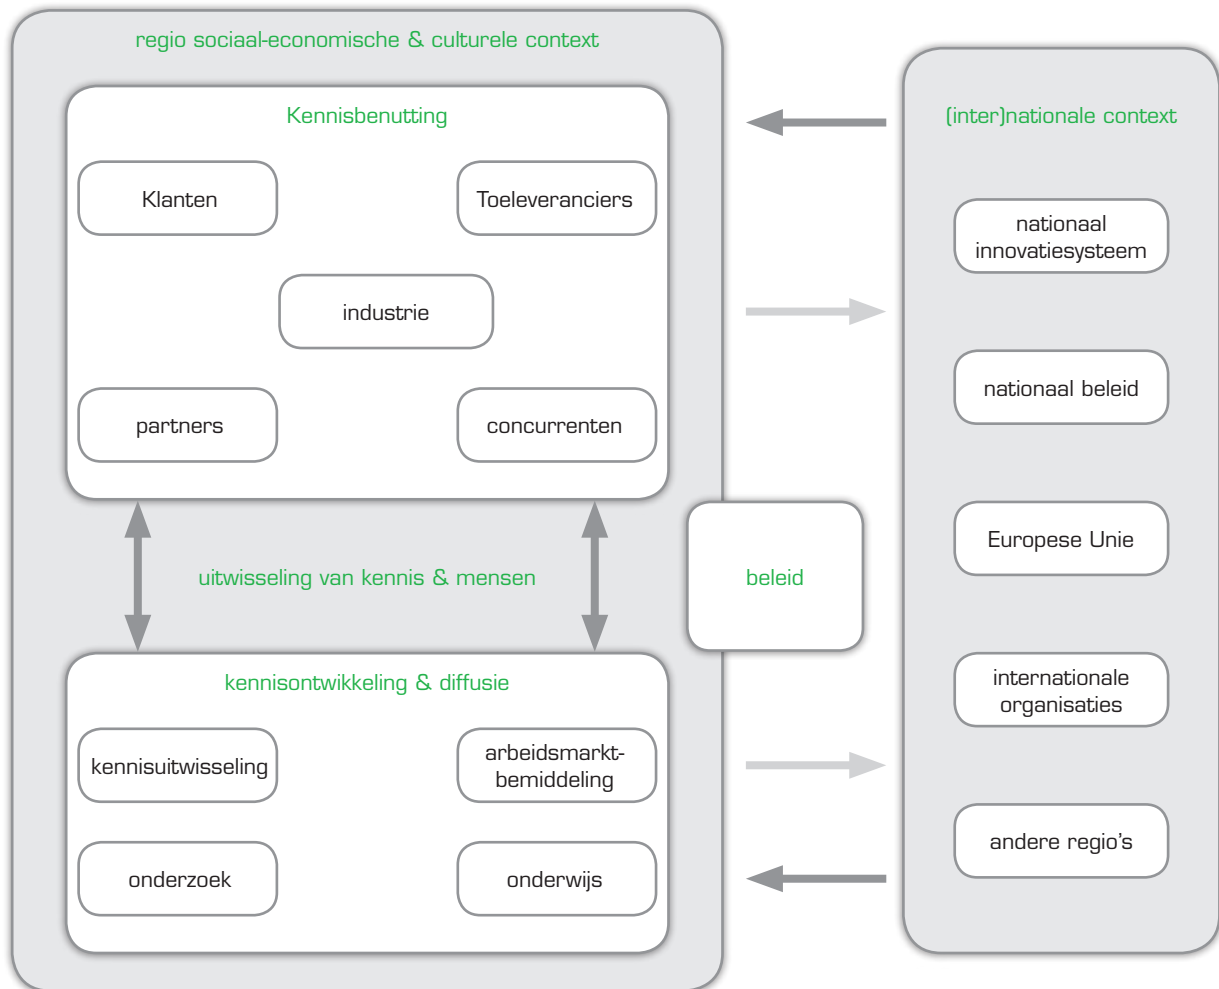 regio sociaal-economische & culturele context
Kennisbenutting
Klanten
Toeleveranciers
industrie
partners
concurrenten
uitwisseling van kennis & mensen
beleid
kennisontwikkeling & diffusie
kennisuitwisseling
arbeidsmarkt-
bemiddeling
onderzoek
onderwijs
(inter)nationale context
nationaal
innovatiesysteem
nationaal beleid
Europese Unie
internationale
organisaties
andere regio's